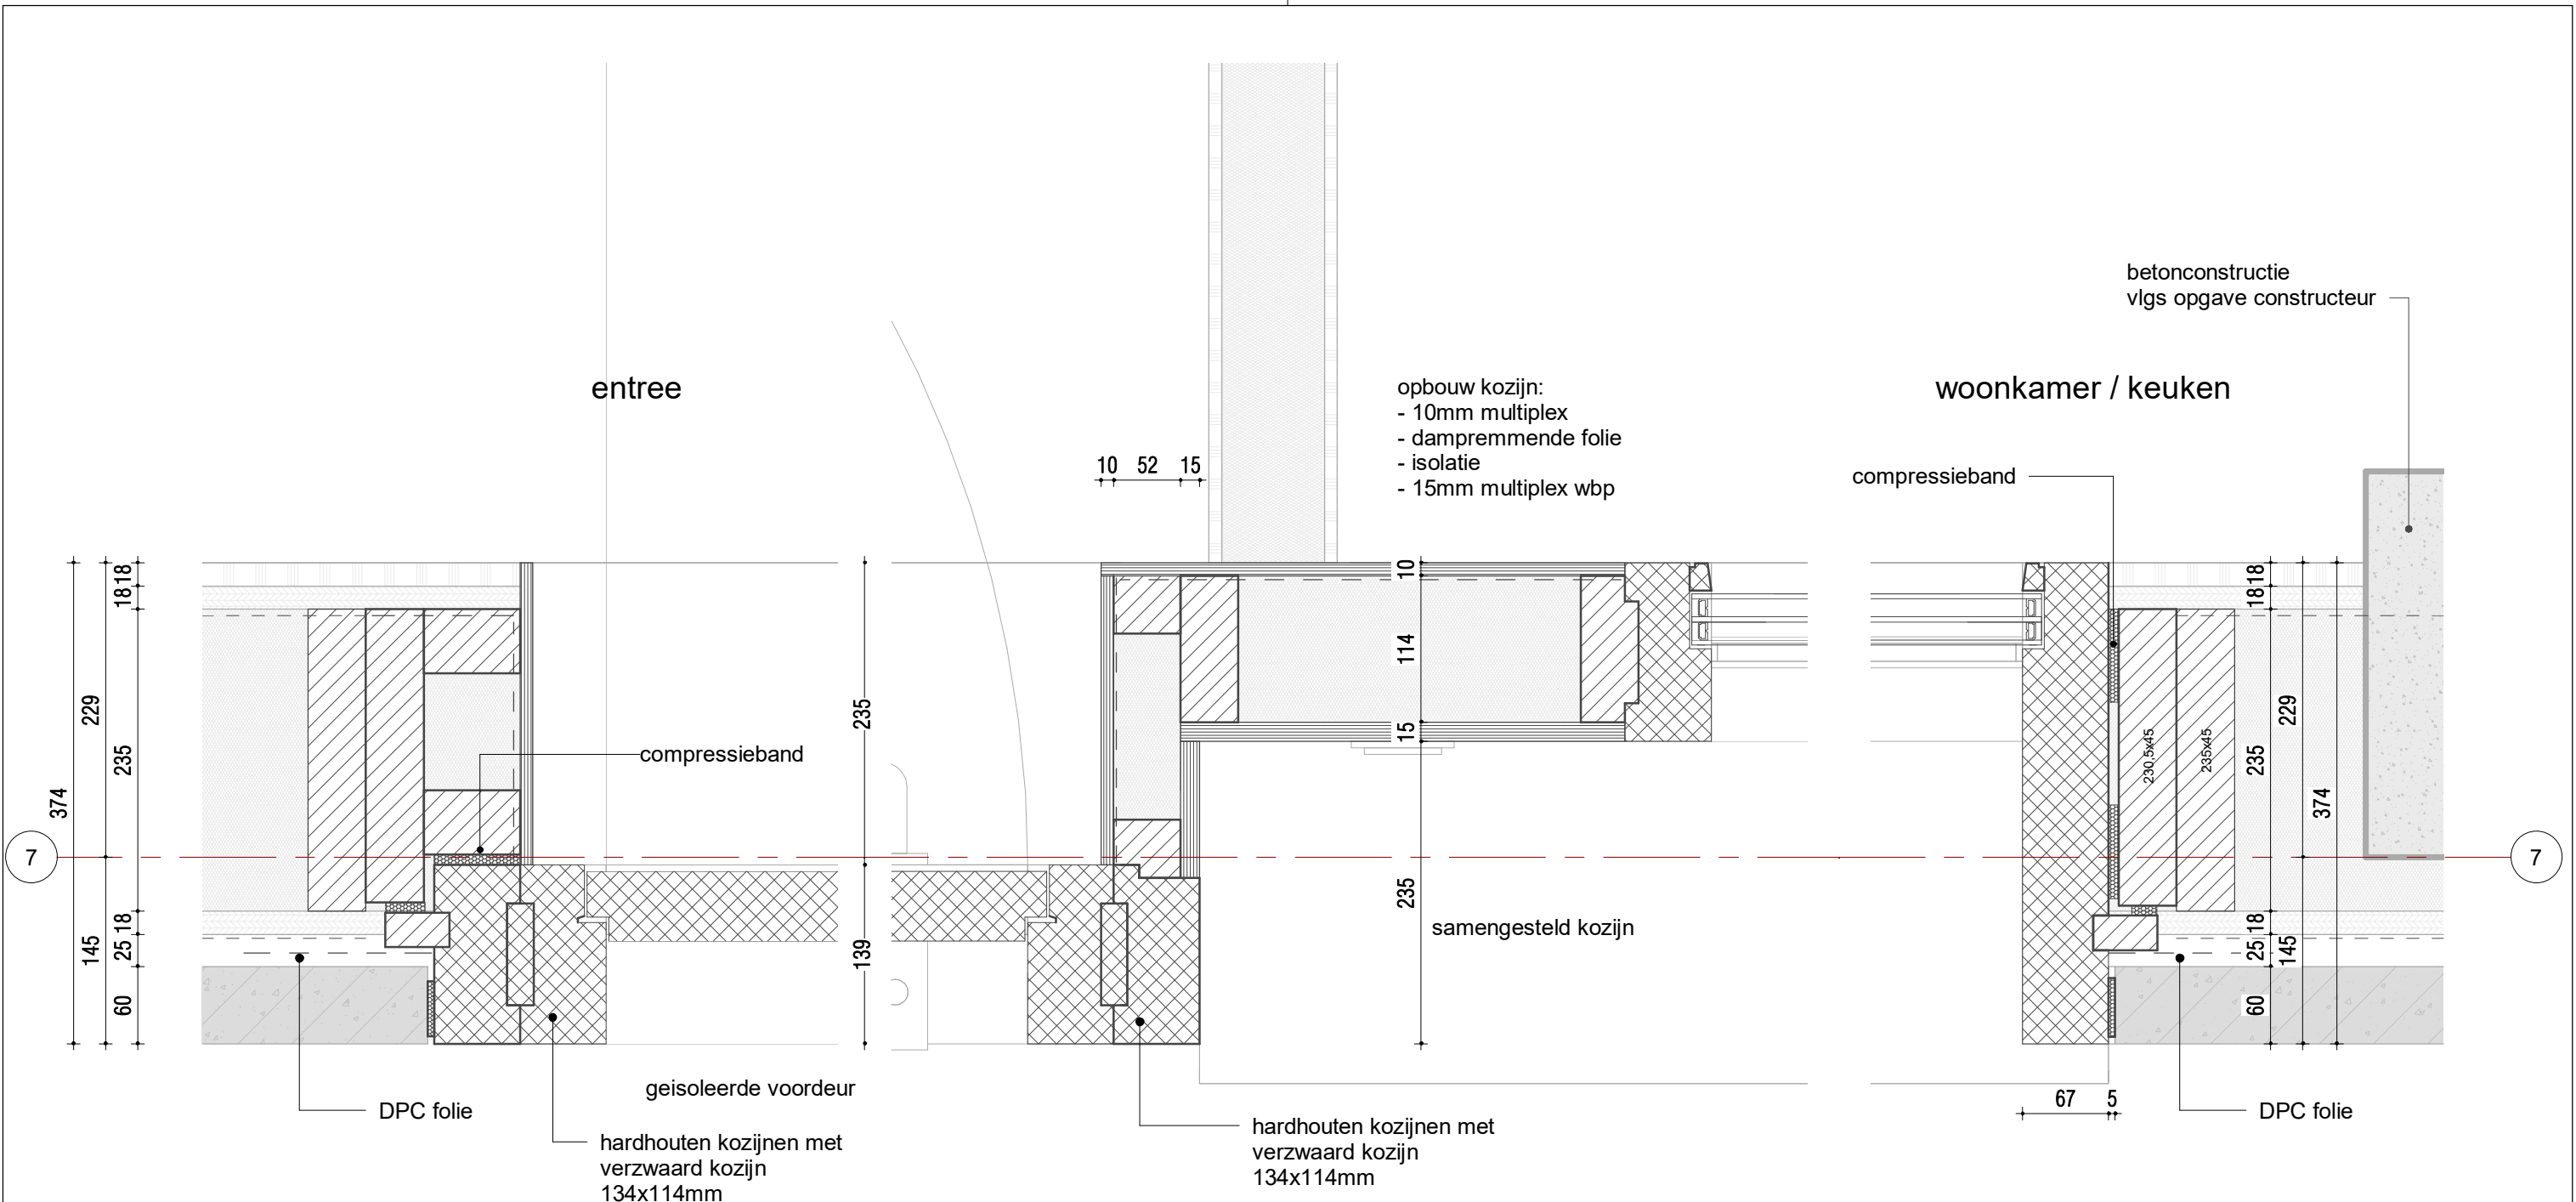 betonconstructie
vlgs opgave constructeur
entree
opbouw kozijn:
- 10mm multiplex
- dampremmende folie
- isolatie
- 15mm multiplex wbp
woonkamer / keuken
10 52 15
compressieband
18
18
229
235
374
18
25
145
60
235
139
10
114
15
235
18
18
229
235
374
18
25
145
60
230,5x45
235x45
compressieband
7
7
samengesteld kozijn
67 5
geisoleerde voordeur
DPC folie
DPC folie
hardhouten kozijnen met
verzwaard kozijn
134x114mm
hardhouten kozijnen met
verzwaard kozijn
134x114mm